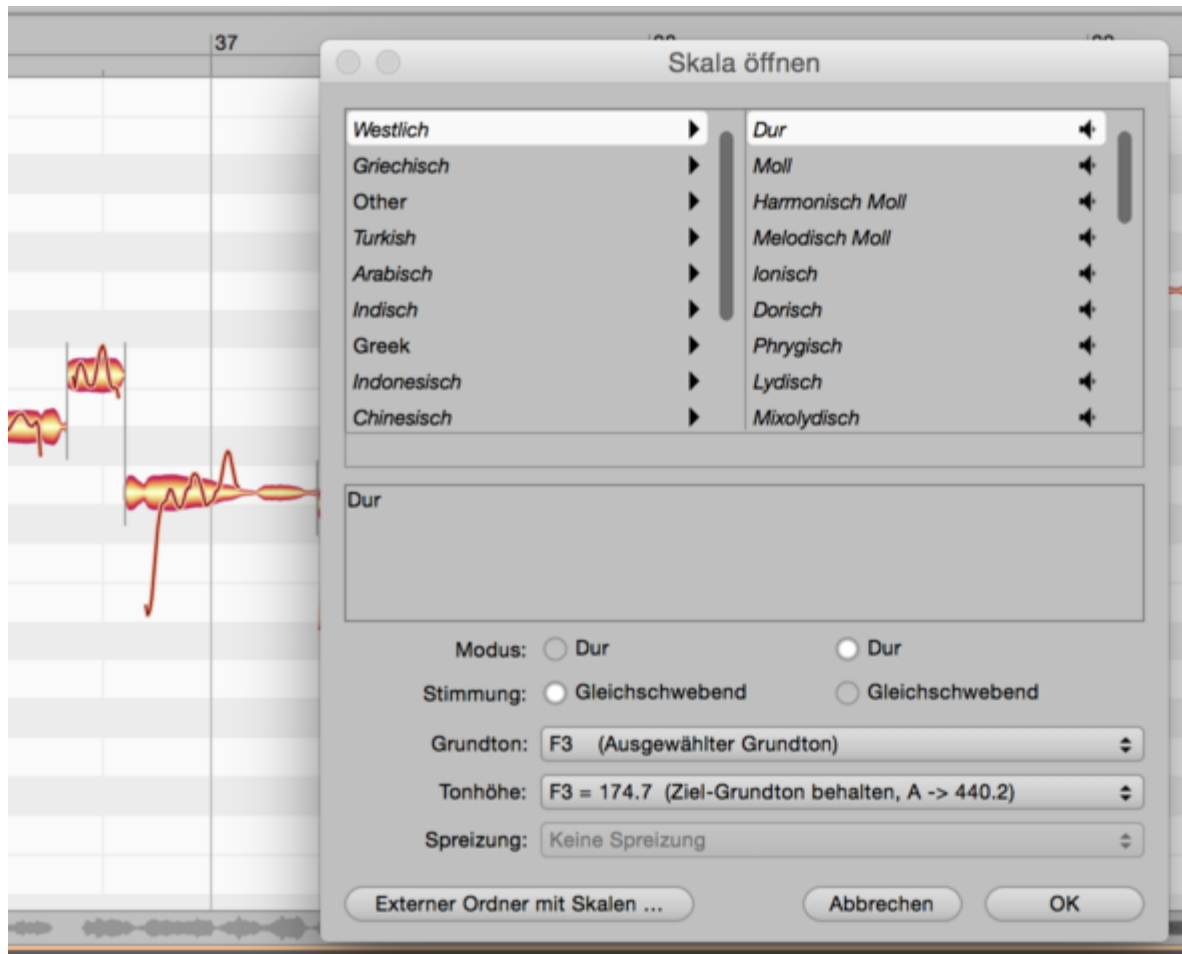 37
Skala öffnen
Westlich
Griechisch
Other
Turkish
Arabisch
Indisch
Greek
Indonesisch
Chinesisch
Dur
Moll
Harmonisch Moll
Melodisch Moll
Ionisch
Dorisch
Phrygisch
Lydisch
Mixolydisch
Dur
Modus: Dur Dur
Stimmung: Gleichschwebend Gleichschwebend
Grundton: F3 (Ausgewählter Grundton)
Tonhöhe: F3 = 174.7 (Ziel-Grundton behalten, A -> 440.2)
Spreizung: Keine Spreizung
Externer Ordner mit Skalen ... Abbrechen OK